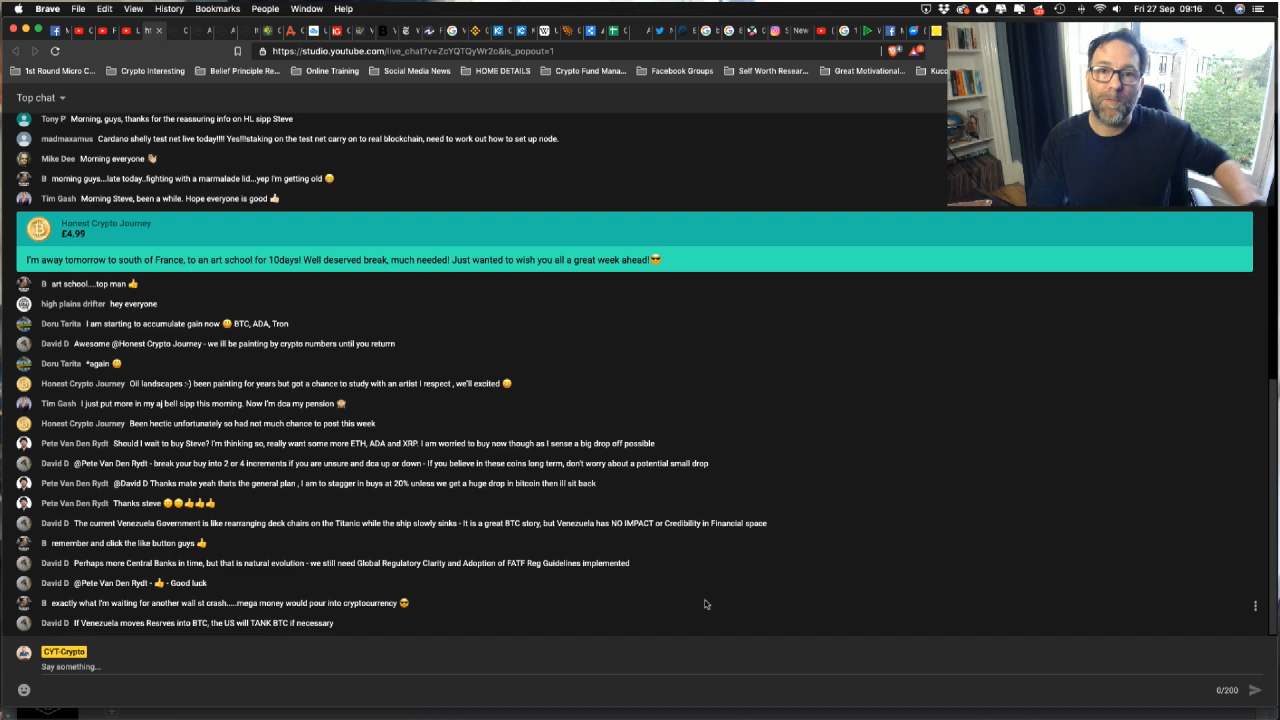 Brave File Edit View History Bookmarks People Window Help
Fri 27 Sep 09:16
https://studio.youtube.com/live_chat?v=ZcYQTQyWr2c&is_popout=1
1st Round Micro C... Crypto Interesting Belief Principle Re... Online Training Social Media News HOME DETAILS Crypto Fund Mana... Facebook Groups Self Worth Resear... Great Motivational... Kucc
Top chat
Tony P Morning, guys, thanks for the reassuring info on HL sipp Steve
madmaxamus Cardano shelly test net live today!!!! Yes!!!staking on the test net carry on to real blockchain, need to work out how to set up node.
Mike Dee Morning everyone 👋🏼
B morning guys...late today..fighting with a marmalade lid...yep I'm getting old 😄
Tim Gash Morning Steve, been a while. Hope everyone is good 👍🏻
Honest Crypto Journey
£4.99
I'm away tomorrow to south of France, to an art school for 10days! Well deserved break, much needed! Just wanted to wish you all a great week ahead!😎
B art school....top man 👍
high plains drifter hey everyone
Doru Tarita I am starting to accumulate gain now 😀 BTC, ADA, Tron
David D Awesome @Honest Crypto Journey - we ill be painting by crypto numbers until you return
Doru Tarita *again 😀
Honest Crypto Journey Oil landscapes :-) been painting for years but got a chance to study with an artist I respect , we'll excited 😄
Tim Gash I just put more in my aj bell sipp this morning. Now I'm dca my pension 🙈
Honest Crypto Journey Been hectic unfortunately so had not much chance to post this week
Pete Van Den Rydt Should I wait to buy Steve? I'm thinking so, really want some more ETH, ADA and XRP. I am worried to buy now though as I sense a big drop off possible
David D @Pete Van Den Rydt - break your buy into 2 or 4 increments if you are unsure and dca up or down - If you believe in these coins long term, don't worry about a potential small drop
Pete Van Den Rydt @David D Thanks mate yeah thats the general plan , I am to stagger in buys at 20% unless we get a huge drop in bitcoin then ill sit back
Pete Van Den Rydt Thanks steve 😊😊👍👍👍
David D The current Venezuela Government is like rearranging deck chairs on the Titanic while the ship slowly sinks - It is a great BTC story, but Venezuela has NO IMPACT or Credibility in Financial space
B remember and click the like button guys 👍
David D Perhaps more Central Banks in time, but that is natural evolution - we still need Global Regulatory Clarity and Adoption of FATF Reg Guidelines implemented
David D @Pete Van Den Rydt - 👍 - Good luck
B exactly what I'm waiting for another wall st crash.....mega money would pour into cryptocurrency 😎
David D If Venezuela moves Resrves into BTC, the US will TANK BTC if necessary
CYT-Crypto
Say something...
0/200